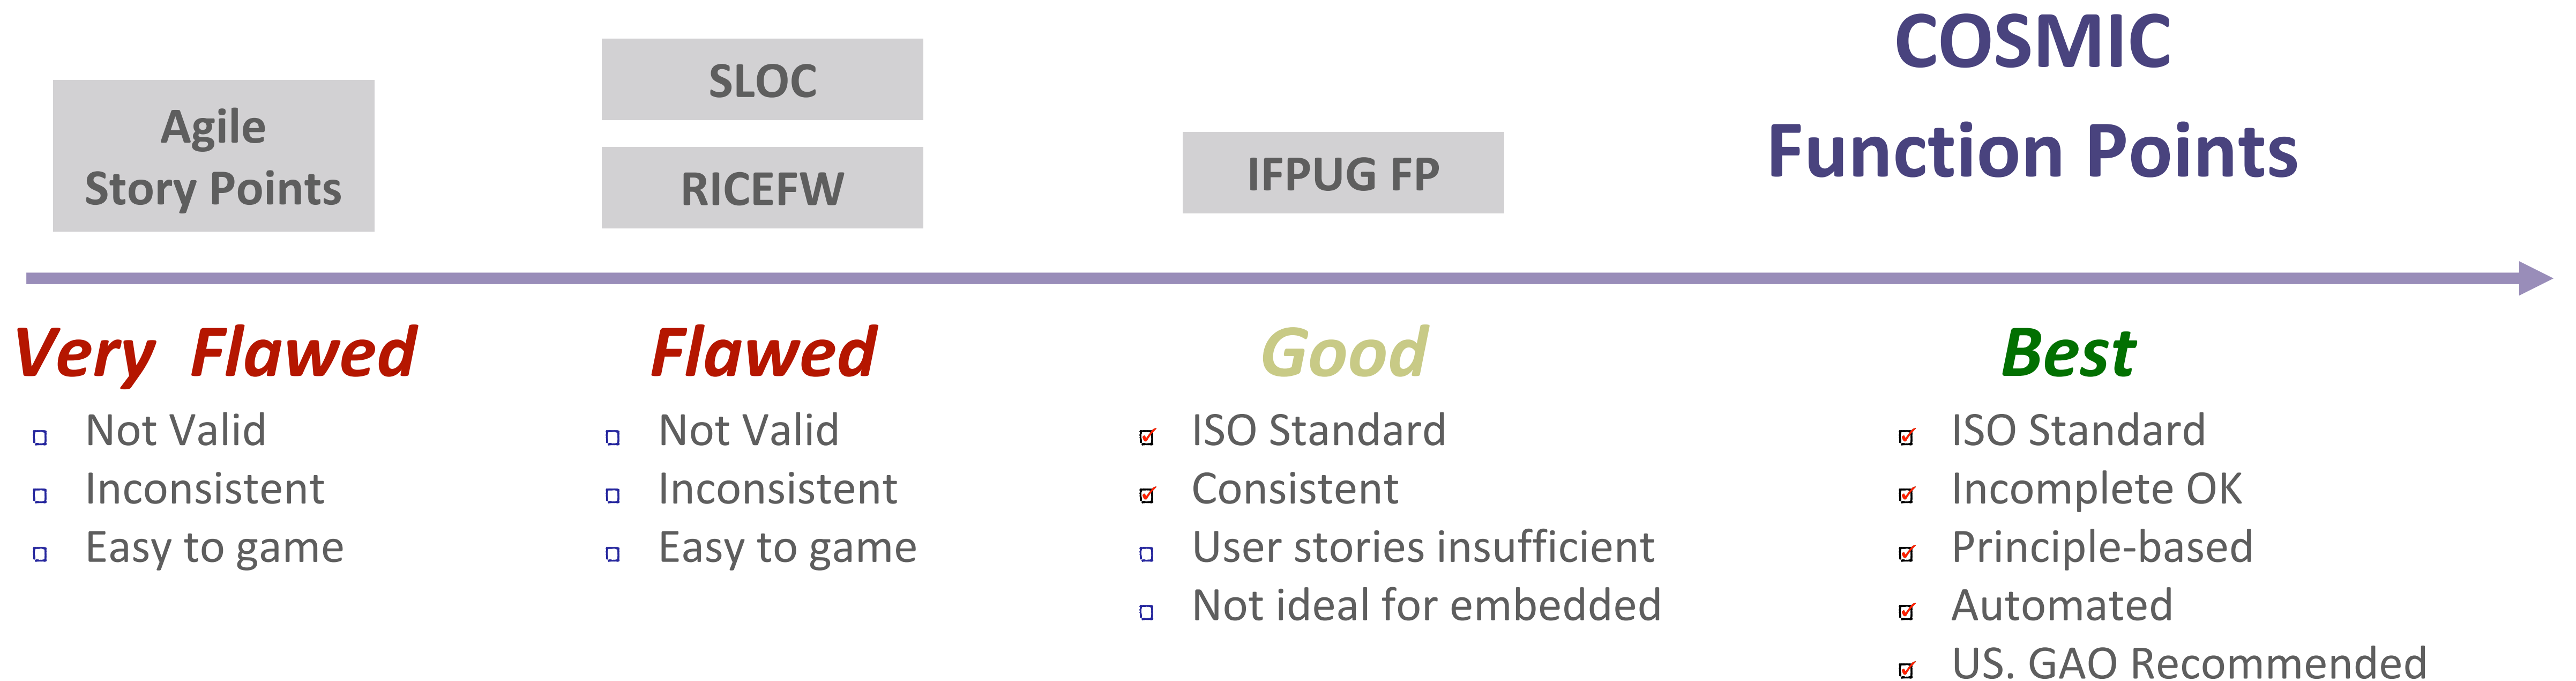 Agile
Story Points
SLOC
RICEFW
IFPUG FP
COSMIC
Function Points
Very Flawed
Not Valid
Inconsistent
Easy to game
Flawed
Not Valid
Inconsistent
Easy to game
Good
ISO Standard
Consistent
User stories insufficient
Not ideal for embedded
Best
ISO Standard
Incomplete OK
Principle-based
Automated
US. GAO Recommended